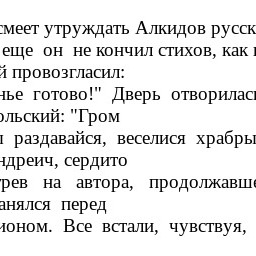 смеет утруждать Алкидов русск
еще он не кончил стихов, как
й провозгласил:
нье готово!" Дверь отворилас
ольский: "Гром
раздавайся, веселися храбры
ндреич, сердито
трев на автора, продолжавше
анялся перед
ионом. Все встали, чувствуя,